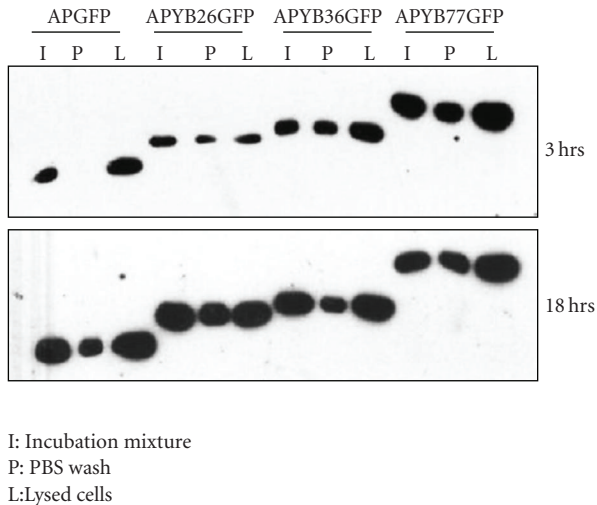 APGFP APYB26GFP APYB36GFP APYB77GFP
I P L I P L I P L I P L
3 hrs
18 hrs
I: Incubation mixture
P: PBS wash
L:Lysed cells